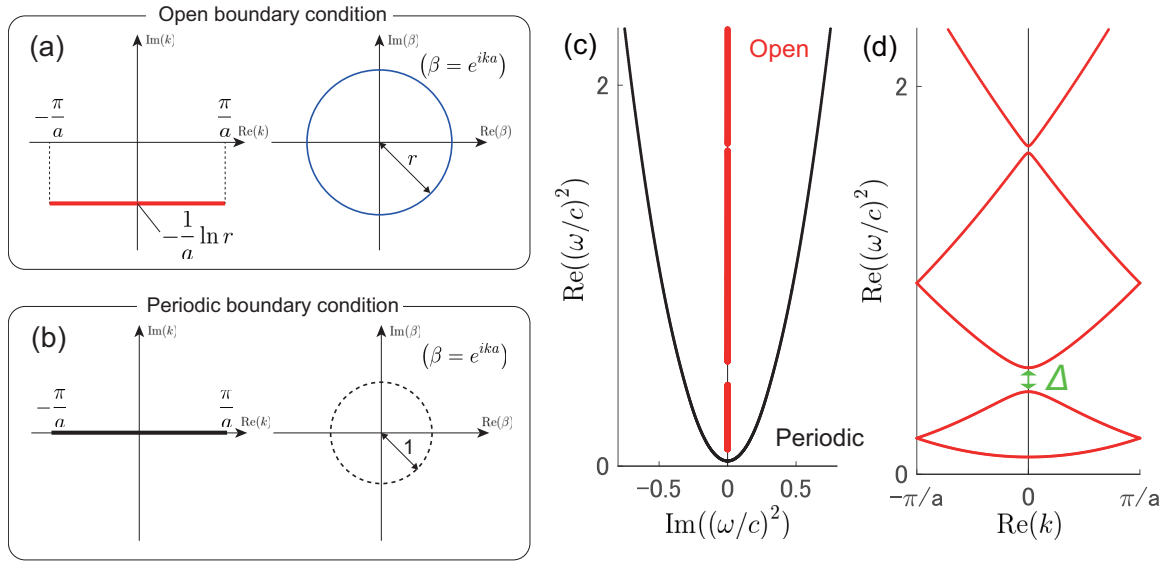 Open boundary condition
(a)
Im(k)
Im(β)
(β = e^{ika})
−π/a
π/a
Re(k)
Re(β)
r
−1/a ln r
Periodic boundary condition
(b)
Im(k)
Im(β)
(β = e^{ika})
−π/a
π/a
Re(k)
Re(β)
1
(c)
Open
2
Re((ω/c)²)
Periodic
0
−0.5
0
0.5
Im((ω/c)²)
(d)
2
Re((ω/c)²)
Δ
0
−π/a
0
π/a
Re(k)